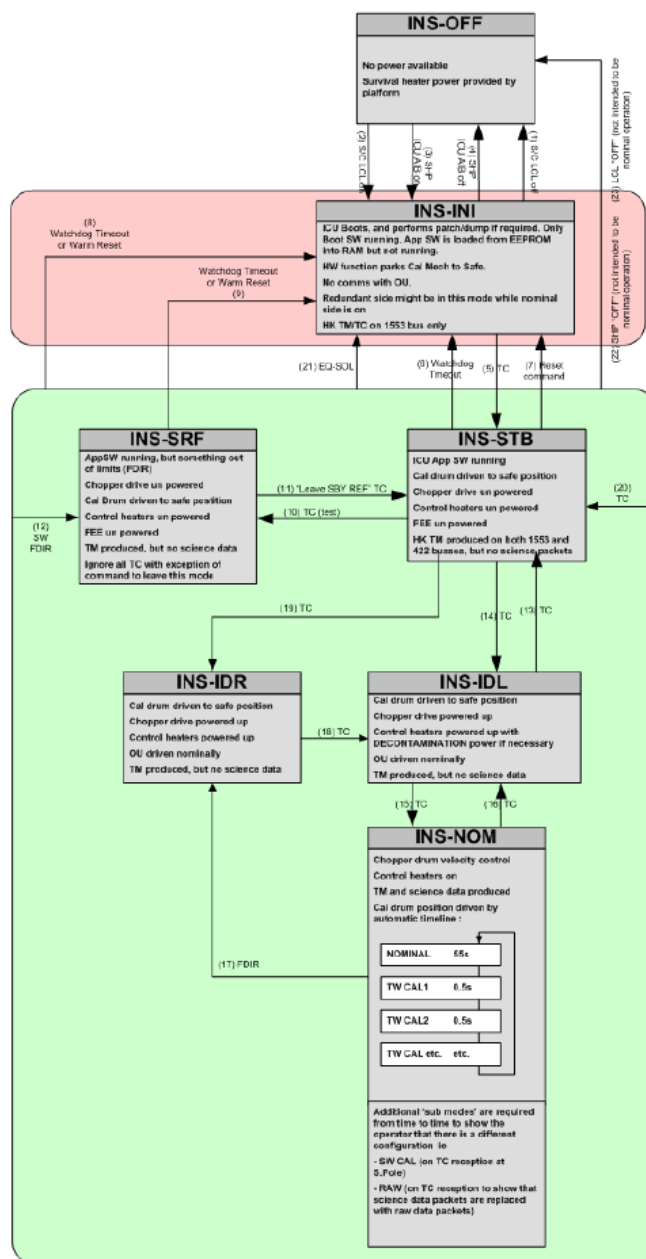 INS-OFF
No power available
Survival heater power provided by
platform
(2) S/C LCL on
(3) SHP
ICU A/B on
(4) SHP
ICU A/B off
(1) S/C LCL off
(23) LCL "OFF" (not intended to be
nominal operation)
(22) SHP "OFF" (not intended to be
nominal operation)
(8)
Watchdog Timeout
or Warm Reset
Watchdog Timeout
or Warm Reset
(9)
INS-INI
ICU Boots, and performs patch/dump if required. Only
Boot SW running. App SW is loaded from EEPROM
into RAM but not running.
HW function parks Cal Mech to Safe.
No comms with OU.
Redundant side might be in this mode while nominal
side is on
HK TM/TC on 1553 bus only
(21) EQ-SOL
(6) Watchdog
Timeout
(5) TC
(7) Reset
command
INS-SRF
AppSW running, but something out
of limits (FDIR)
Chopper drive un powered
Cal Drum driven to safe position
Control heaters un powered
FEE un powered
TM produced, but no science data
Ignore all TC with exception of
command to leave this mode
(12)
SW
FDIR
(11) 'Leave SBY REF' TC
(10) TC (test)
INS-STB
ICU App SW running
Cal drum driven to safe position
Chopper drive un powered
Control heaters un powered
FEE un powered
HK TM produced on both 1553 and
422 busses, but no science packets
(20)
TC
(19) TC
(14) TC
(13) TC
INS-IDR
Cal drum driven to safe position
Chopper drive powered up
Control heaters powered up
OU driven nominally
TM produced, but no science data
(18) TC
INS-IDL
Cal drum driven to safe position
Chopper drive powered up
Control heaters powered up with
DECONTAMINATION power if necessary
OU driven nominally
TM produced, but no science data
(15) TC
(16) TC
INS-NOM
Chopper drum velocity control
Control heaters on
TM and science data produced
Cal drum position driven by
automatic timeline :
NOMINAL 55s
TW CAL1 0.5s
TW CAL2 0.5s
TW CAL etc. etc.
(17) FDIR
Additional 'sub modes' are required
from time to time to show the
operator that there is a different
configuration ie
- SW CAL (on TC reception at
S.Pole)
- RAW (on TC reception to show that
science data packets are replaced
with raw data packets)